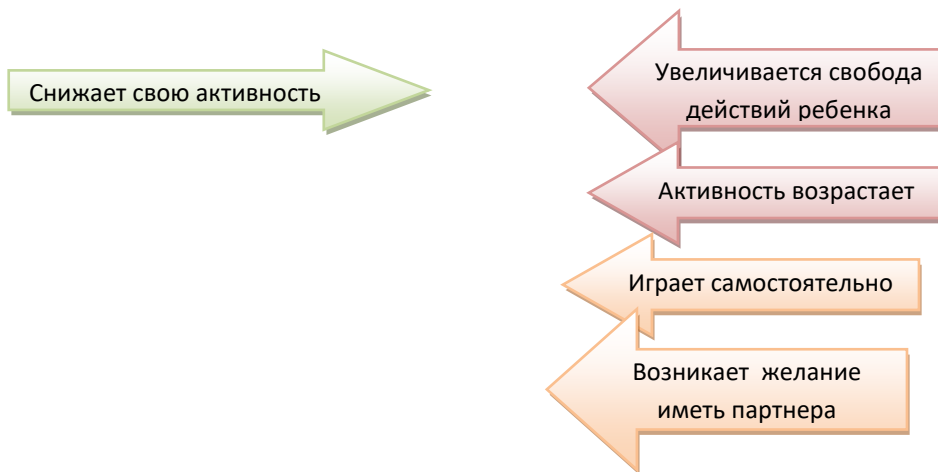 Снижает свою активность
Увеличивается свобода
действий ребенка
Активность возрастает
Играет самостоятельно
Возникает желание
иметь партнера